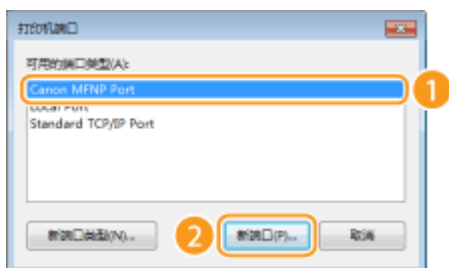 打印机端口
可用的端口类型(A):
Canon MFNP Port
1
Local Port
Standard TCP/IP Port
新端口类型(N)...
2
新端口(P)...
取消